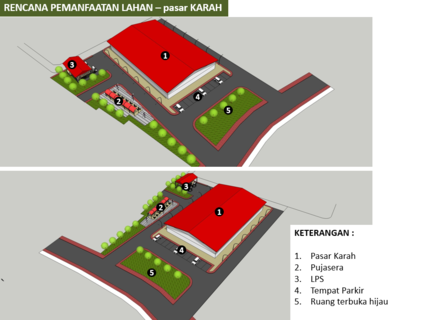 RENCANA PEMANFAATAN LAHAN – pasar KARAH
1
3
2
4
5
3
2
1
4
5
KETERANGAN :
1. Pasar Karah
2. Pujasera
3. LPS
4. Tempat Parkir
5. Ruang terbuka hijau